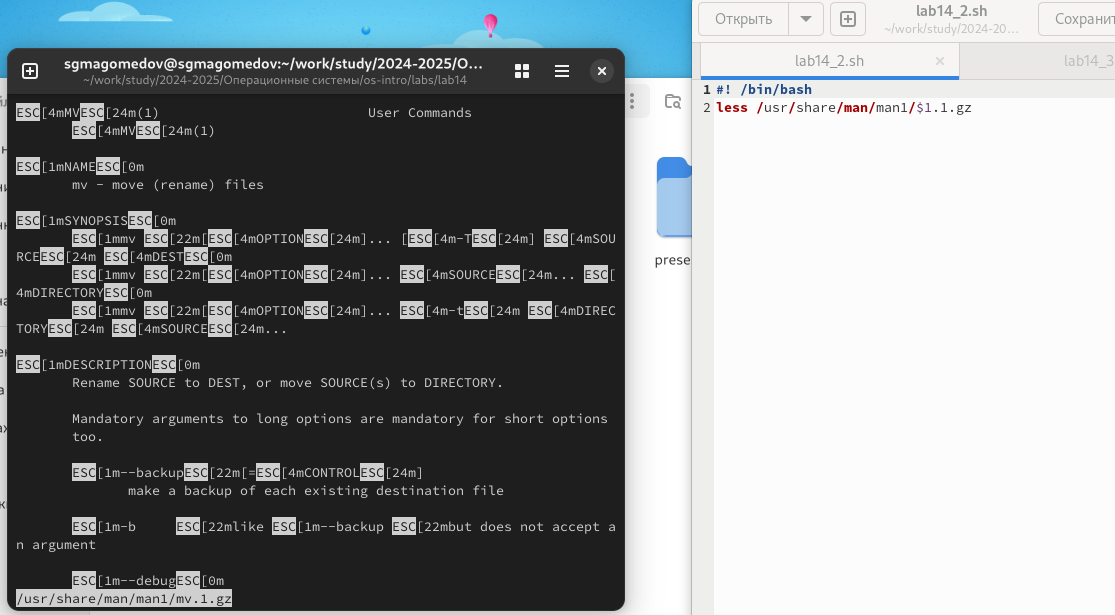 sgmagomedov@sgmagomedov:~/work/study/2024-2025/O...
~/work/study/2024-2025/Операционные системы/os-intro/labs/lab14
ESC[4mMVESC[24m(1) User Commands
ESC[4mMVESC[24m(1)
ESC[1mNAMEESC[0m
mv - move (rename) files
ESC[1mSYNOPSISESC[0m
ESC[1mmv ESC[22m[ESC[4mOPTIONESC[24m]... [ESC[4m-TESC[24m] ESC[4mSOU
RCEESC[24m ESC[4mDESTESC[0m
ESC[1mmv ESC[22m[ESC[4mOPTIONESC[24m]... ESC[4mSOURCEESC[24m... ESC[
4mDIRECTORYESC[0m
ESC[1mmv ESC[22m[ESC[4mOPTIONESC[24m]... ESC[4m-tESC[24m ESC[4mDIREC
TORYESC[24m ESC[4mSOURCEESC[24m...
ESC[1mDESCRIPTIONESC[0m
Rename SOURCE to DEST, or move SOURCE(s) to DIRECTORY.
Mandatory arguments to long options are mandatory for short options
too.
ESC[1m--backupESC[22m[=ESC[4mCONTROLESC[24m]
make a backup of each existing destination file
ESC[1m-b ESC[22mlike ESC[1m--backup ESC[22mbut does not accept a
n argument
ESC[1m--debugESC[0m
/usr/share/man/man1/mv.1.gz
prese
Открыть
lab14_2.sh
~/work/study/2024-20...
Сохранит
lab14_2.sh ×
lab14_3
1 #! /bin/bash
2 less /usr/share/man/man1/$1.1.gz